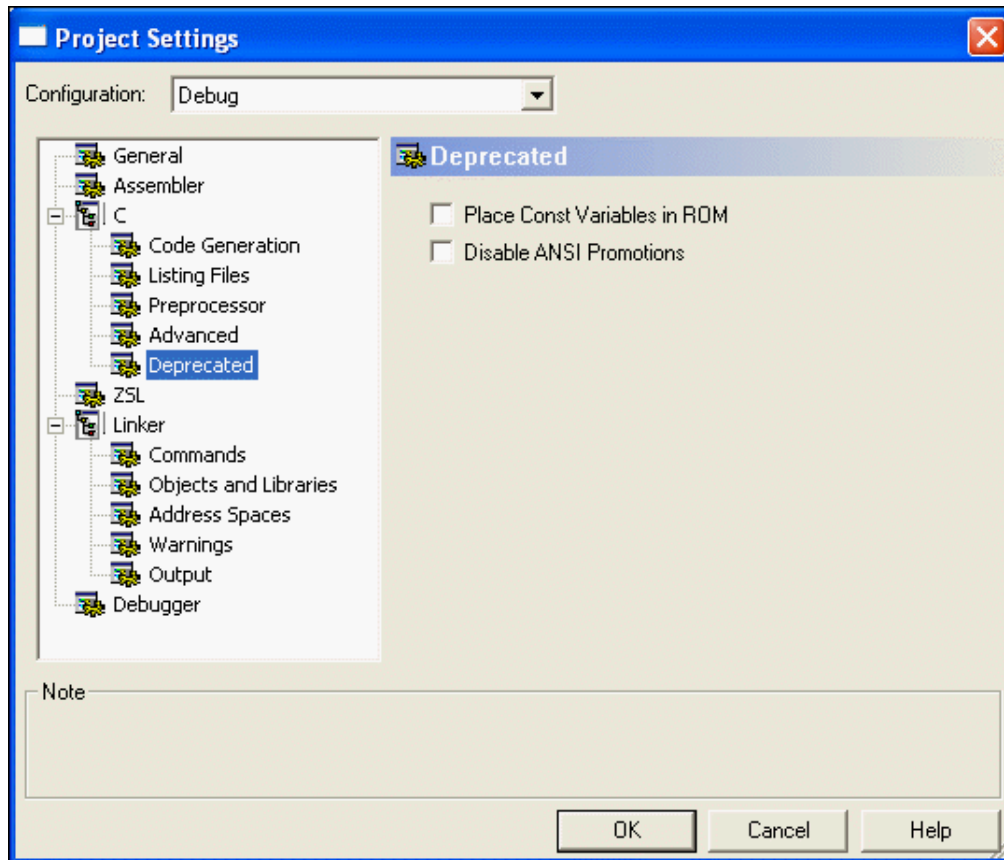 Project Settings
Configuration: Debug
General
Assembler
C
Code Generation
Listing Files
Preprocessor
Advanced
Deprecated
ZSL
Linker
Commands
Objects and Libraries
Address Spaces
Warnings
Output
Debugger
Deprecated
Place Const Variables in ROM
Disable ANSI Promotions
Note
OK Cancel Help